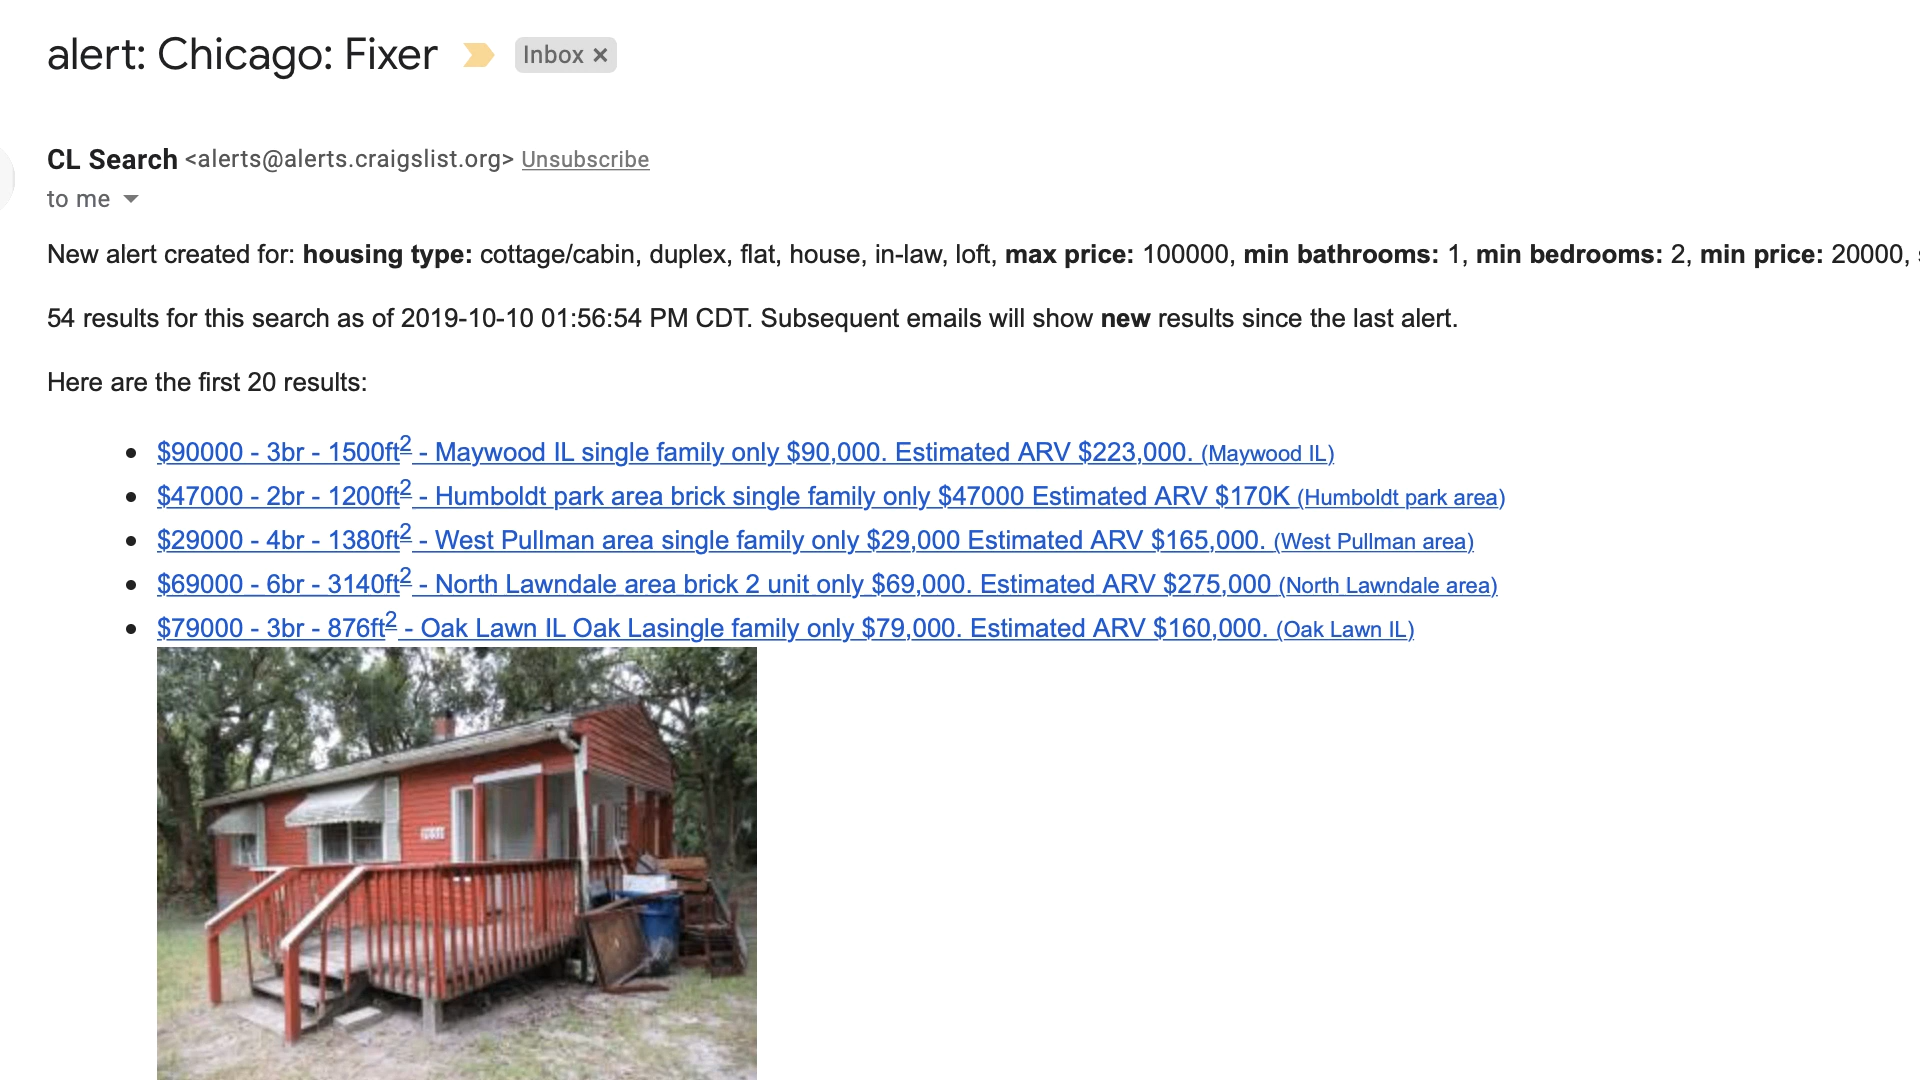 alert: Chicago: Fixer Inbox ×
CL Search <alerts@alerts.craigslist.org> Unsubscribe
to me
New alert created for: housing type: cottage/cabin, duplex, flat, house, in-law, loft, max price: 100000, min bathrooms: 1, min bedrooms: 2, min price: 20000,
54 results for this search as of 2019-10-10 01:56:54 PM CDT. Subsequent emails will show new results since the last alert.
Here are the first 20 results:
• $90000 - 3br - 1500ft² - Maywood IL single family only $90,000. Estimated ARV $223,000. (Maywood IL)
• $47000 - 2br - 1200ft² - Humboldt park area brick single family only $47000 Estimated ARV $170K (Humboldt park area)
• $29000 - 4br - 1380ft² - West Pullman area single family only $29,000 Estimated ARV $165,000. (West Pullman area)
• $69000 - 6br - 3140ft² - North Lawndale area brick 2 unit only $69,000. Estimated ARV $275,000 (North Lawndale area)
• $79000 - 3br - 876ft² - Oak Lawn IL Oak Lasingle family only $79,000. Estimated ARV $160,000. (Oak Lawn IL)